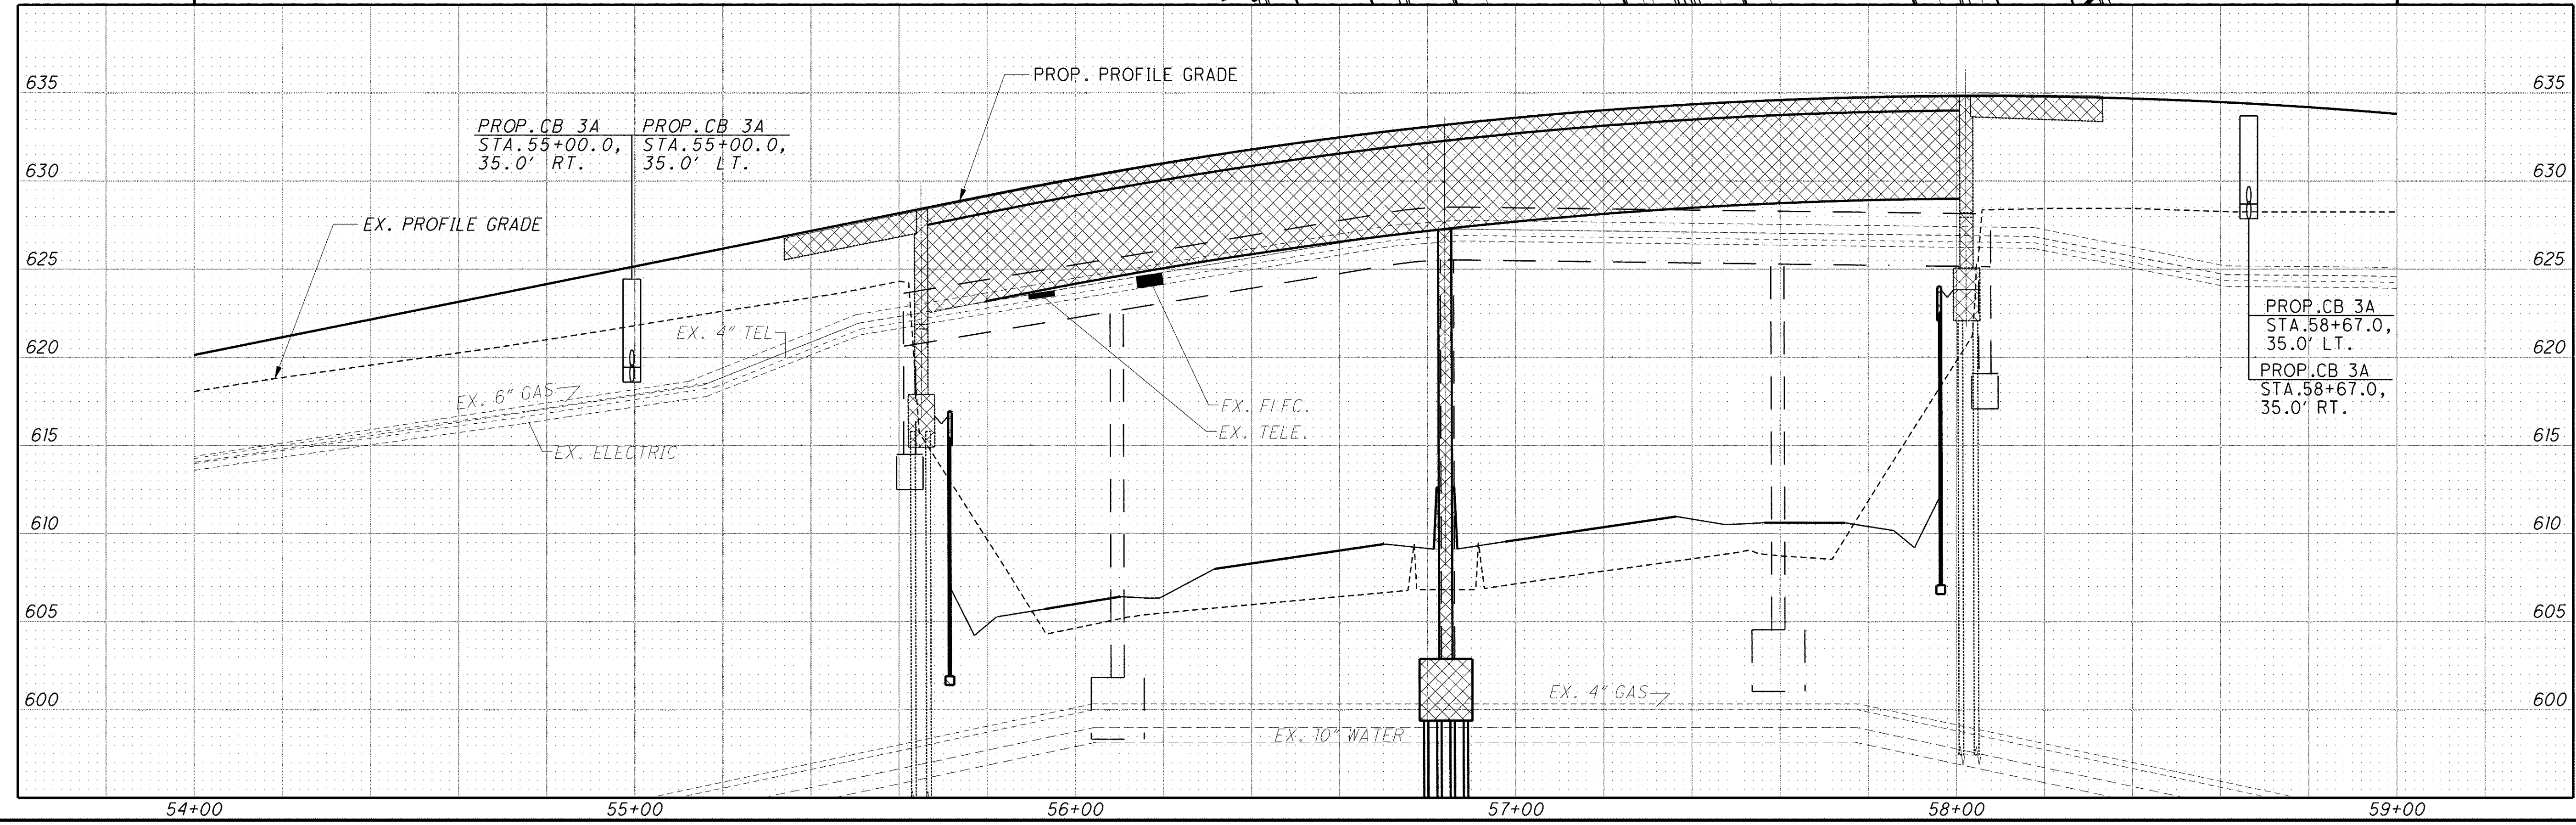 635
635
PROP. PROFILE GRADE
PROP.CB 3A
STA.55+00.0,
35.0' RT.
PROP.CB 3A
STA.55+00.0,
35.0' LT.
630
630
EX. PROFILE GRADE
625
625
EX. 4" TEL
620
620
PROP.CB 3A
STA.58+67.0,
35.0' LT.
PROP.CB 3A
STA.58+67.0,
35.0' RT.
EX. 6" GAS
EX. ELEC.
EX. TELE.
615
615
EX. ELECTRIC
610
610
605
605
600
600
EX. 4" GAS
EX. 10" WATER
54+00
55+00
56+00
57+00
58+00
59+00